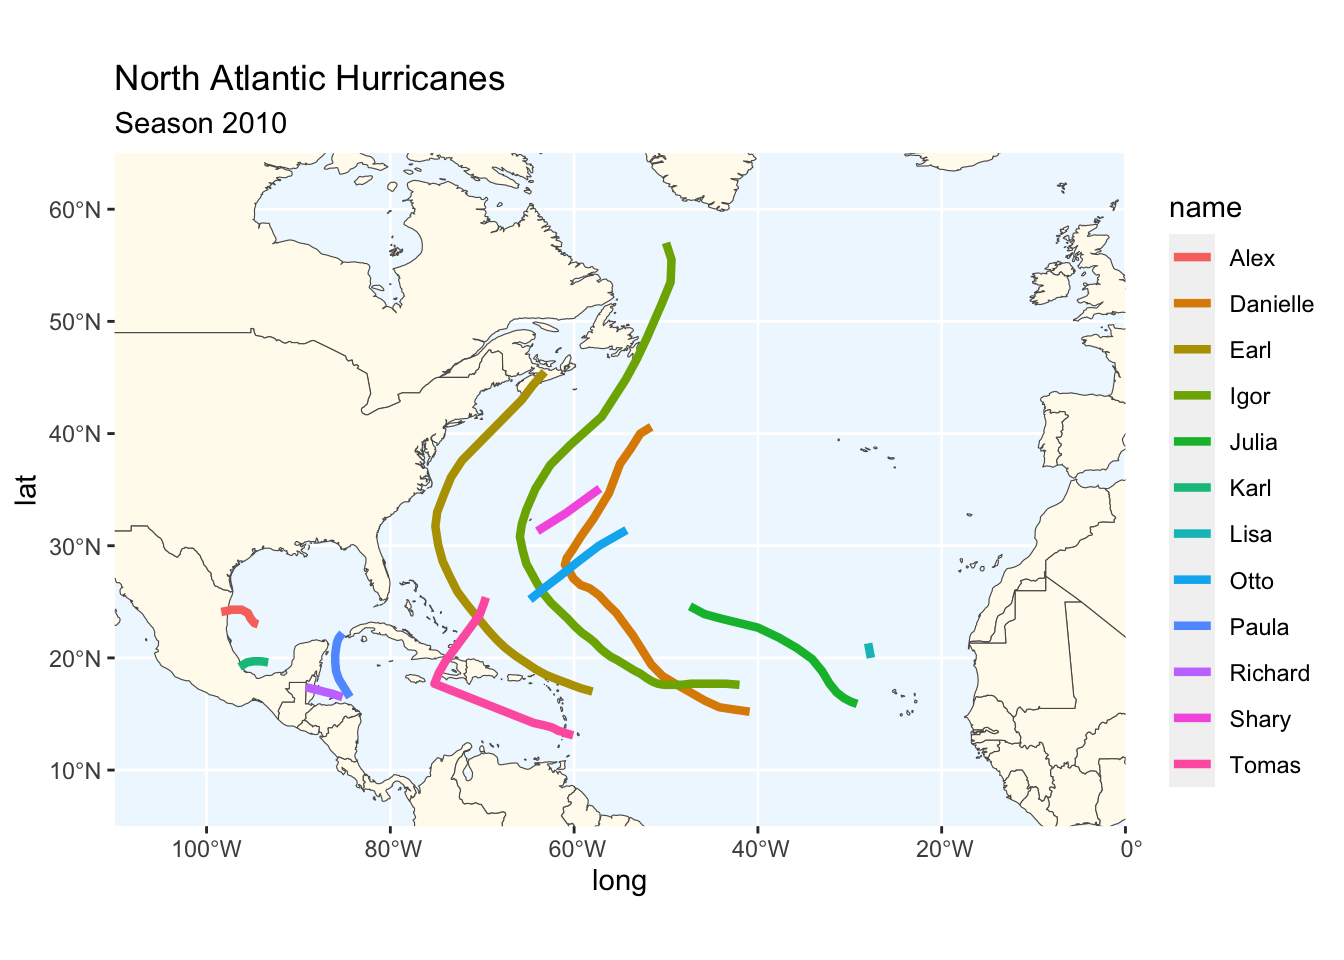 North Atlantic Hurricanes
Season 2010
60°N
50°N
40°N
30°N
20°N
10°N
lat
100°W
80°W
60°W
40°W
20°W
0°
long
name
Alex
Danielle
Earl
Igor
Julia
Karl
Lisa
Otto
Paula
Richard
Shary
Tomas